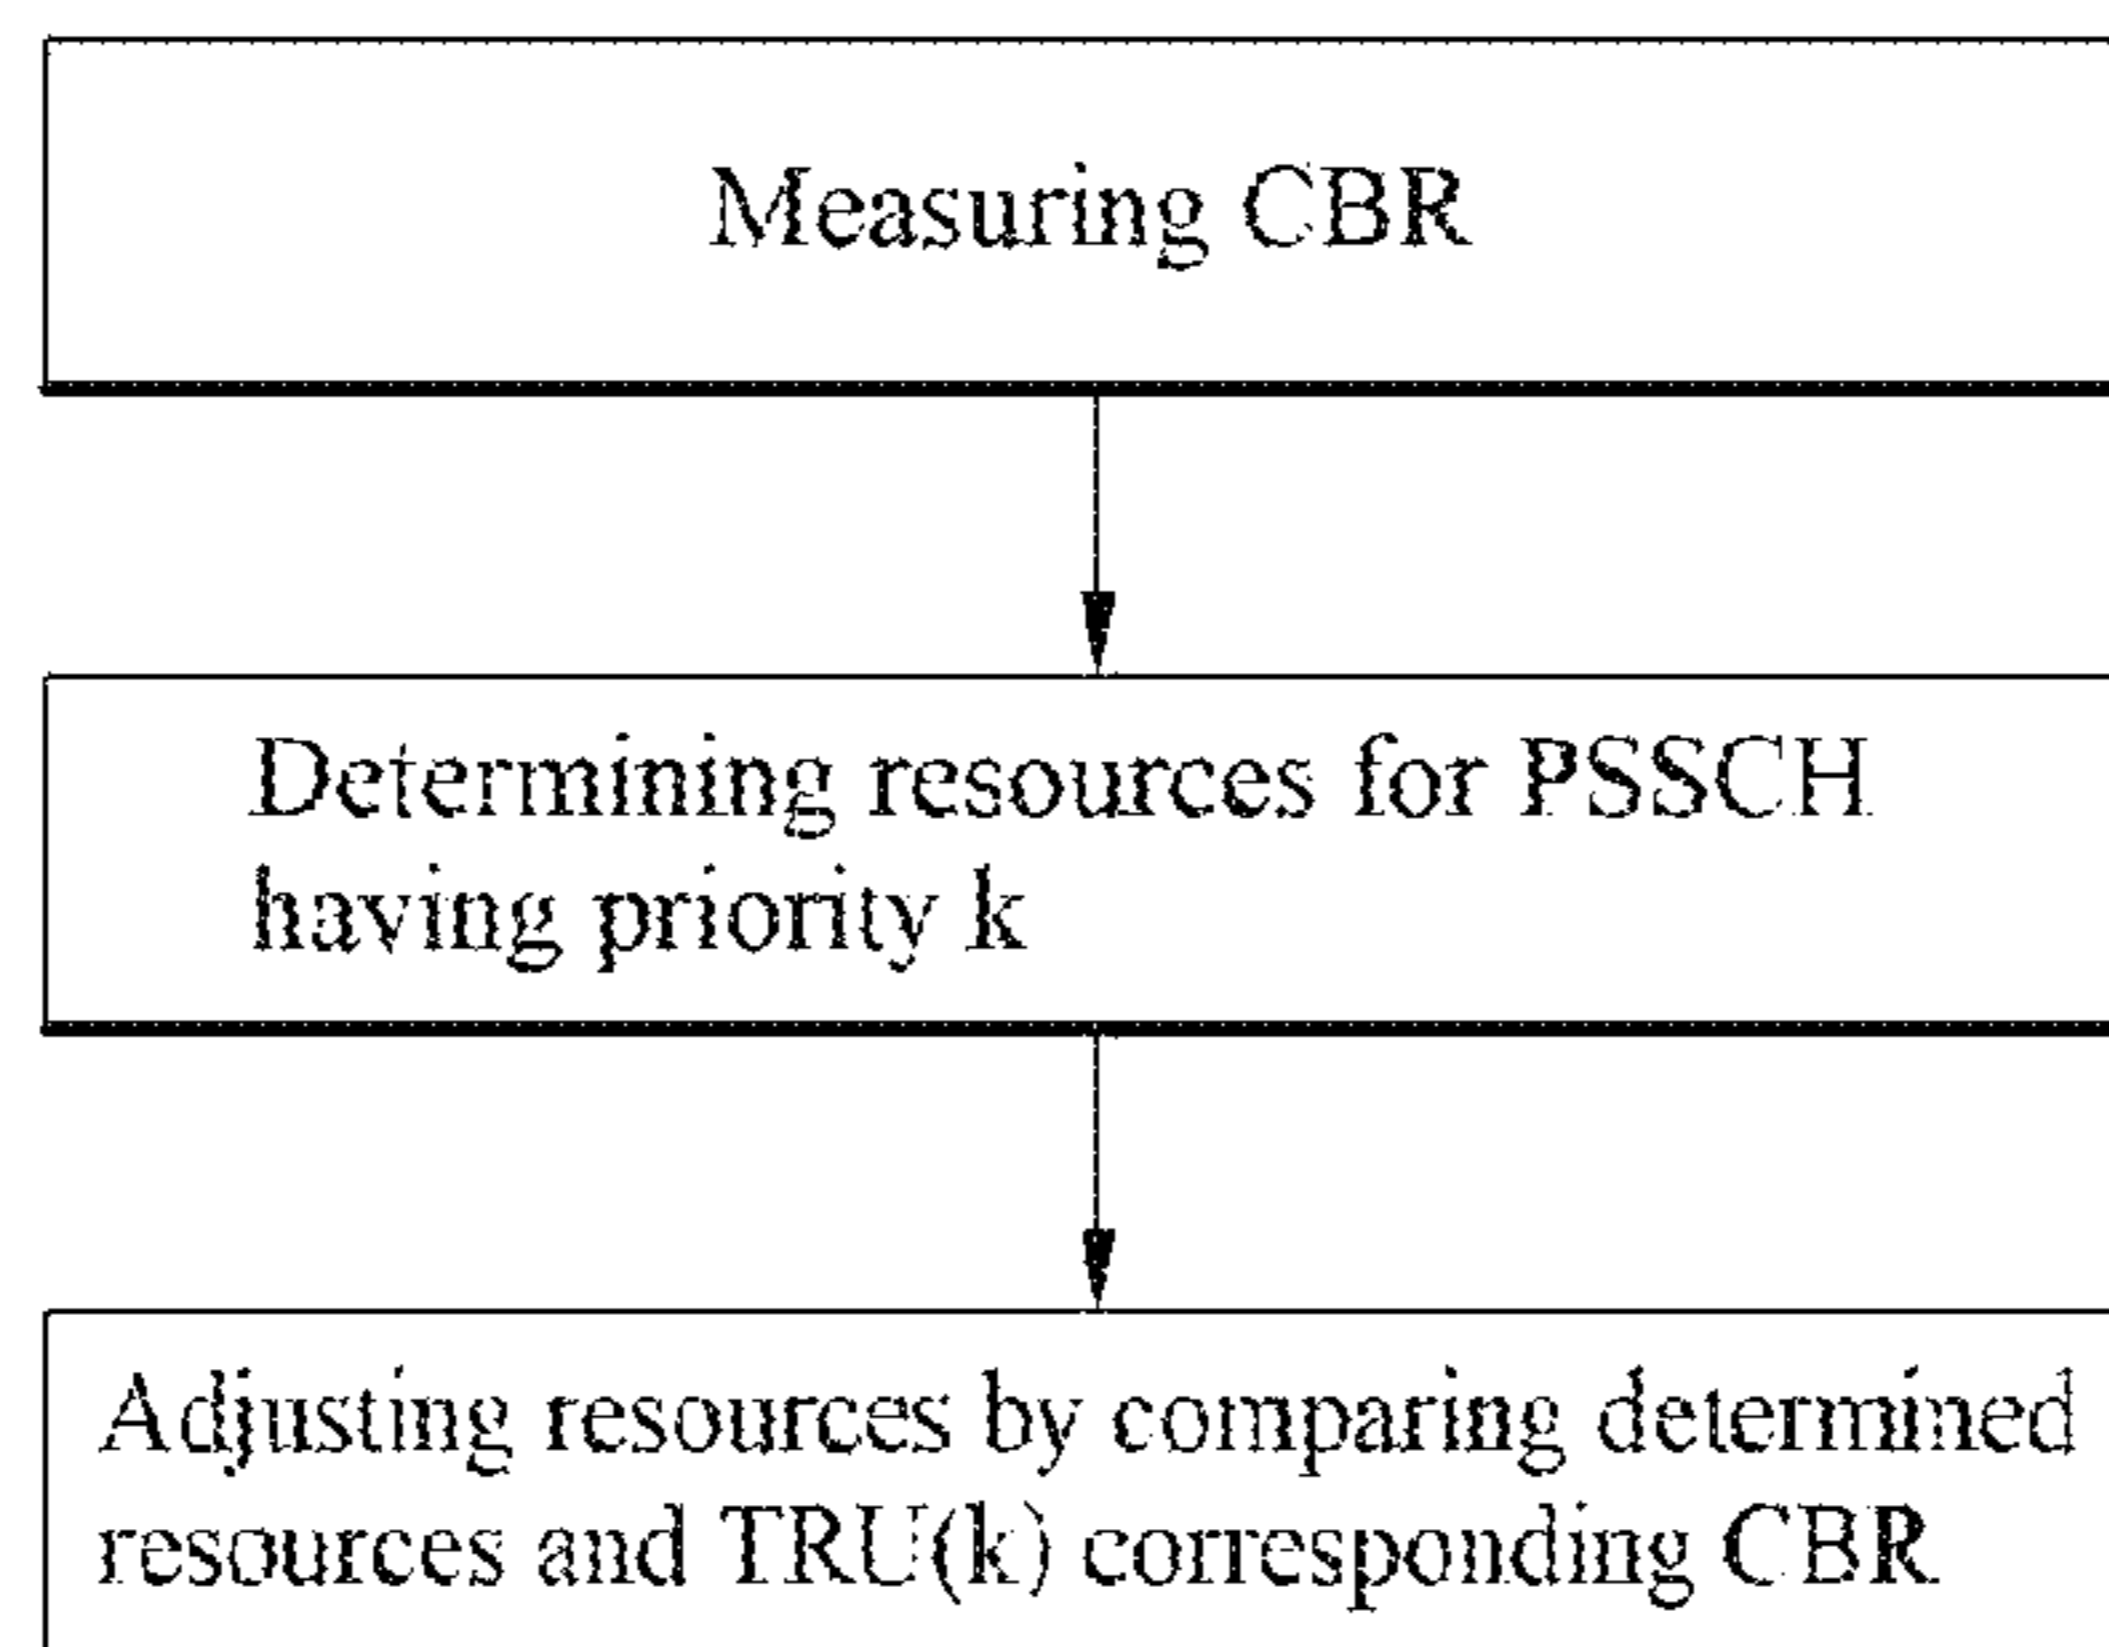 Measuring CBR
Determining resources for PSSCH
having priority k
Adjusting resources by comparing determined
resources and TRU(k) corresponding CBR